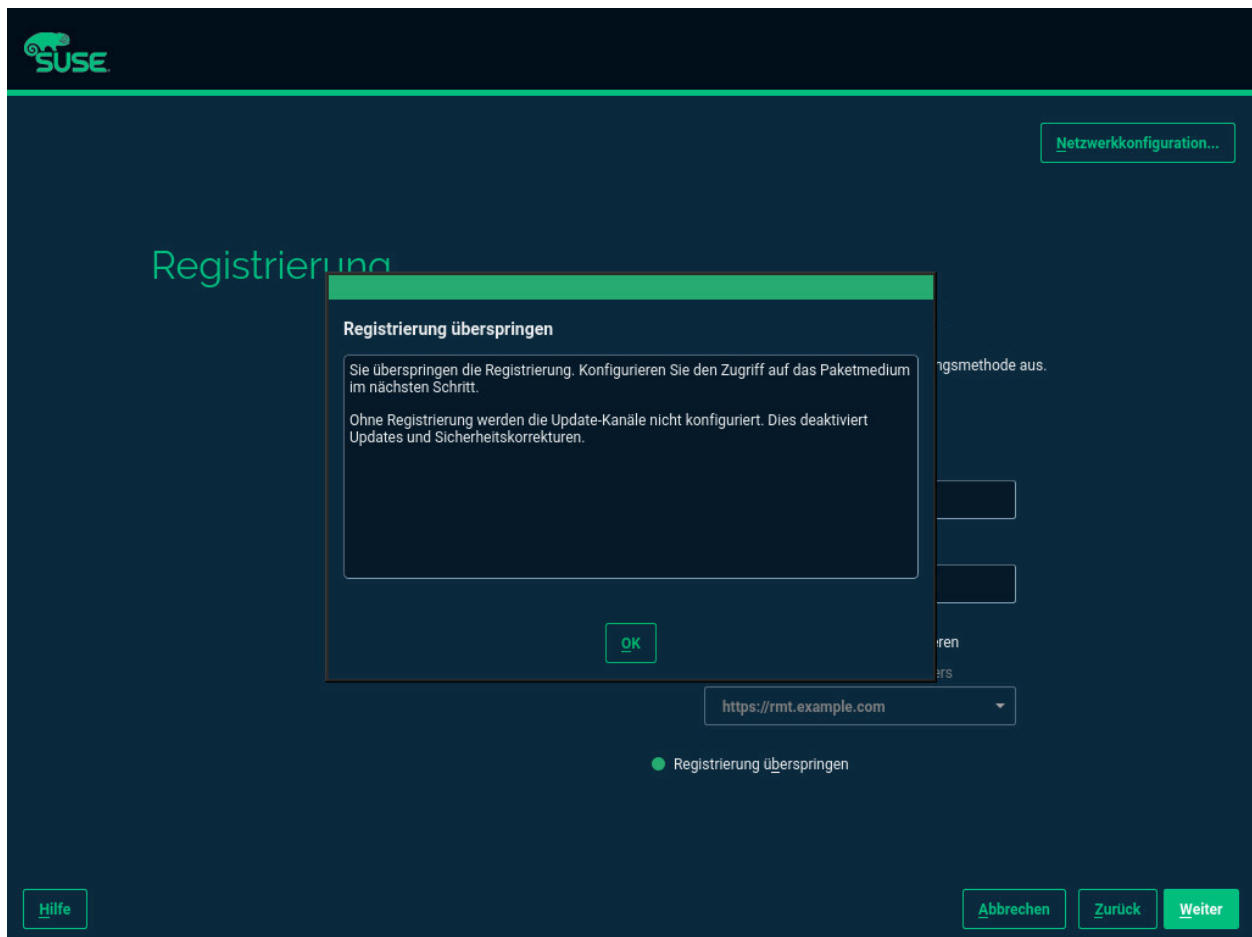 SUSE
Netzwerkkonfiguration...
Registrierung
Registrierung überspringen
Sie überspringen die Registrierung. Konfigurieren Sie den Zugriff auf das Paketmedium
im nächsten Schritt.
Ohne Registrierung werden die Update-Kanäle nicht konfiguriert. Dies deaktiviert
Updates und Sicherheitskorrekturen.
OK
aus.
https://rmt.example.com
Registrierung überspringen
Hilfe
Abbrechen
Zurück
Weiter